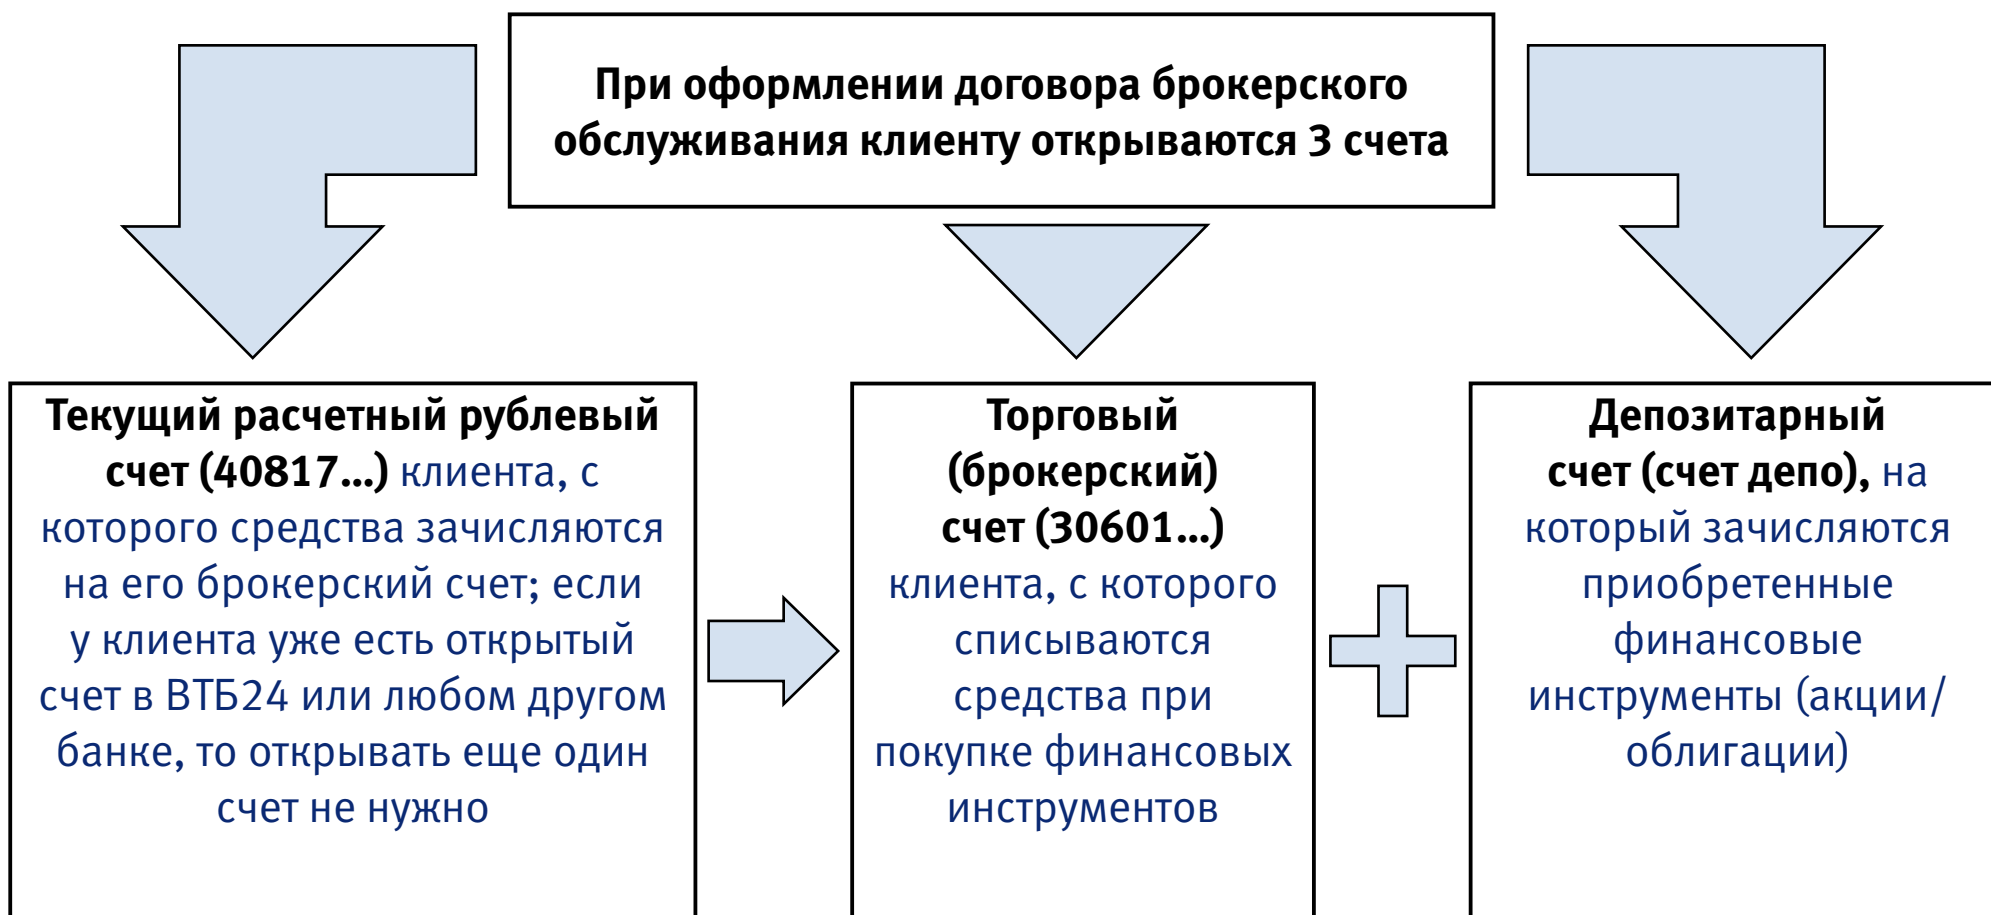 При оформлении договора брокерского
обслуживания клиенту открываются 3 счета
Текущий расчетный рублевый
счет (40817...) клиента, с
которого средства зачисляются
на его брокерский счет; если
у клиента уже есть открытый
счет в ВТБ24 или любом другом
банке, то открывать еще один
счет не нужно
Торговый
(брокерский)
счет (30601...)
клиента, с которого
списываются
средства при
покупке финансовых
инструментов
Депозитарный
счет (счет депо), на
который зачисляются
приобретенные
финансовые
инструменты (акции/
облигации)